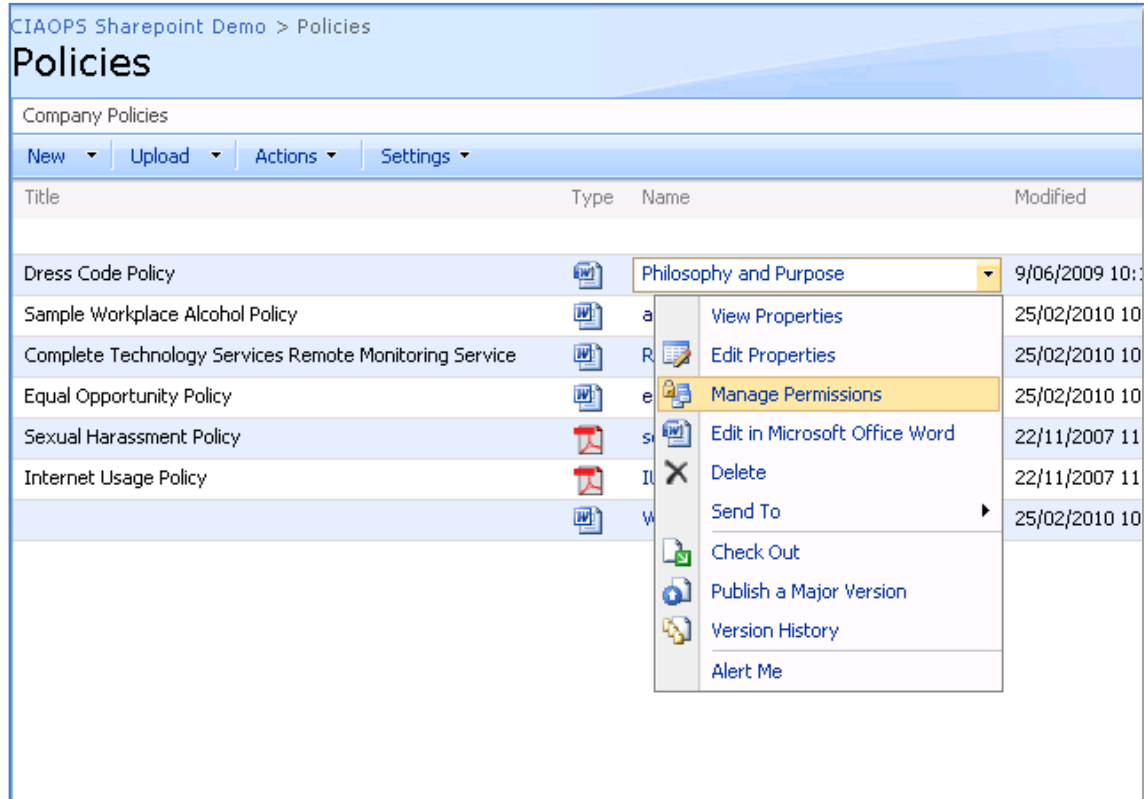 CIAOPS Sharepoint Demo > Policies
Policies
Company Policies
New Upload Actions Settings
Title Type Name Modified
Dress Code Policy Philosophy and Purpose 9/06/2009 10:
Sample Workplace Alcohol Policy a View Properties 25/02/2010 10
Complete Technology Services Remote Monitoring Service R Edit Properties 25/02/2010 10
Equal Opportunity Policy e Manage Permissions 25/02/2010 10
Sexual Harassment Policy Edit in Microsoft Office Word 22/11/2007 11
Internet Usage Policy Delete 22/11/2007 11
Send To 25/02/2010 10
Check Out
Publish a Major Version
Version History
Alert Me